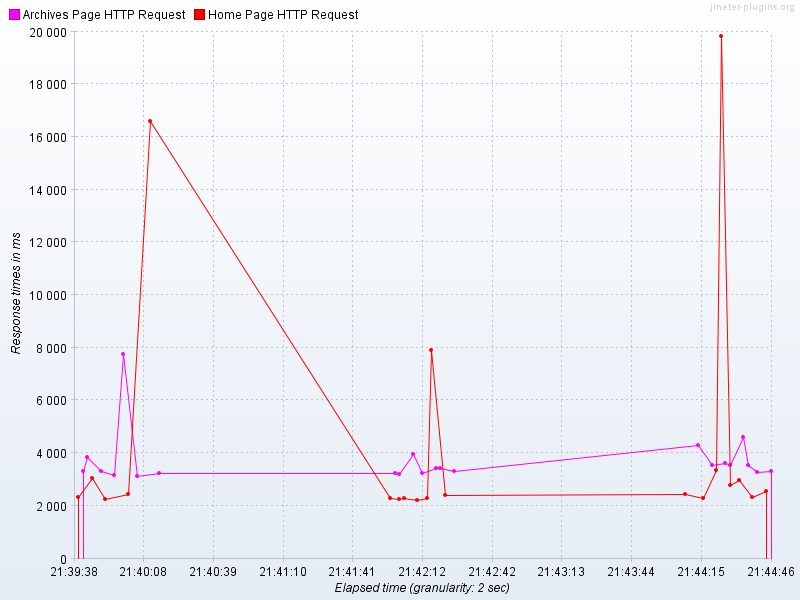 jmeter-plugins.org
Archives Page HTTP Request Home Page HTTP Request
20 000
18 000
16 000
14 000
12 000
10 000
8 000
6 000
4 000
2 000
0
Response times in ms
21:39:38 21:40:08 21:40:39 21:41:10 21:41:41 21:42:12 21:42:42 21:43:13 21:43:44 21:44:15 21:44:46
Elapsed time (granularity: 2 sec)